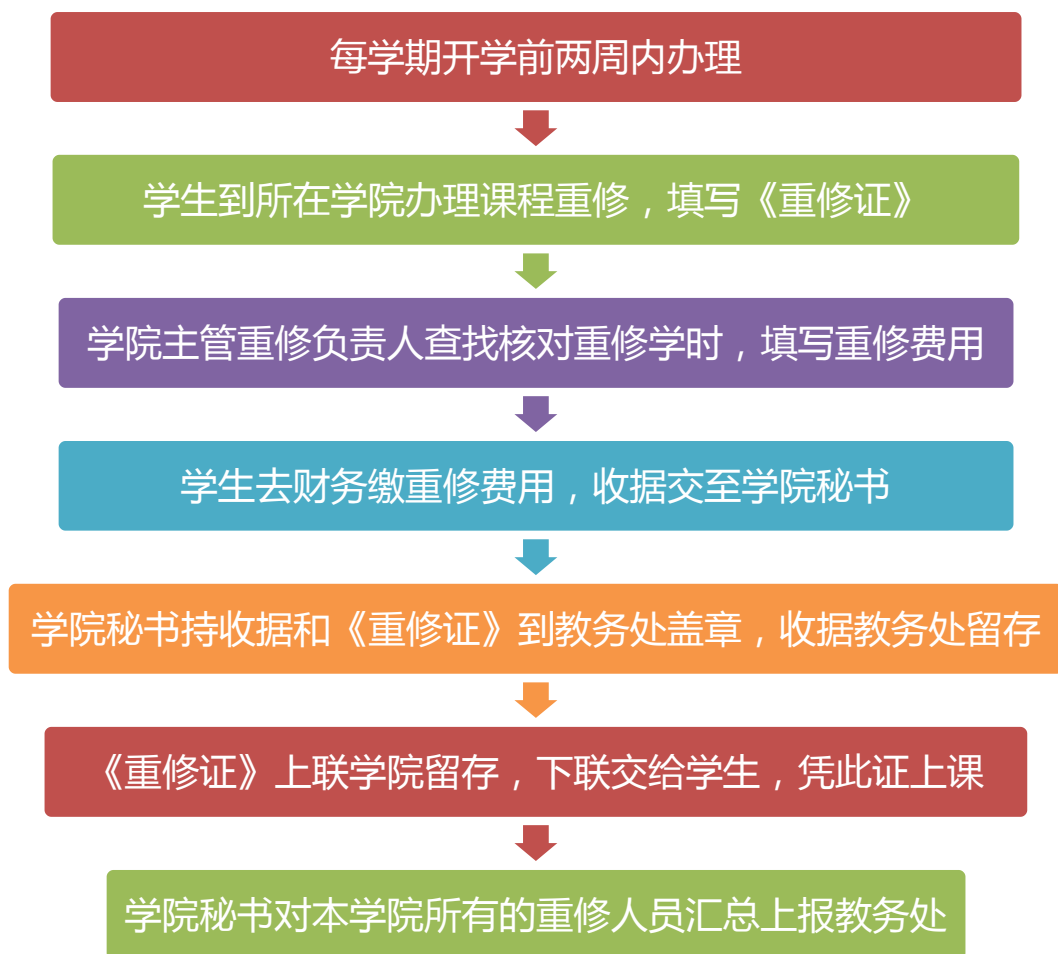 每学期开学前两周内办理
学生到所在学院办理课程重修，填写《重修证》
学院主管重修负责人查找核对重修学时，填写重修费用
学生去财务缴重修费用，收据交至学院秘书
学院秘书持收据和《重修证》到教务处盖章，收据教务处留存
《重修证》上联学院留存，下联交给学生，凭此证上课
学院秘书对本学院所有的重修人员汇总上报教务处